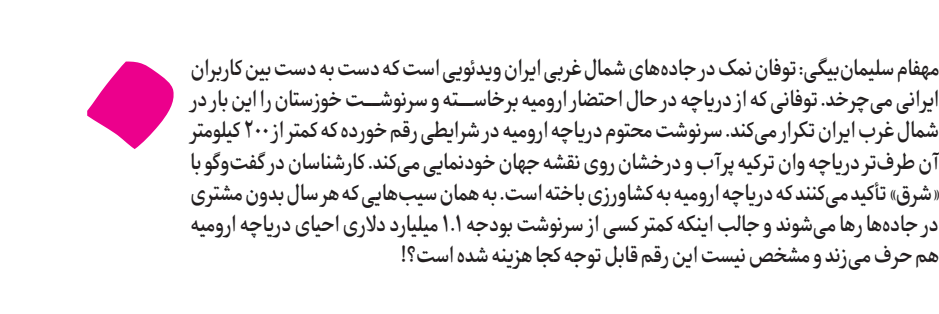 مهفام سلیمان‌بیگی: توفان نمک در جاده‌های شمال غربی ایران ویدئویی است که دست به دست بین کاربران
ایرانی می‌چرخد. توفانی که از دریاچه در حال احتضار ارومیه برخاسته و سرنوشت خوزستان را این بار در
شمال غرب ایران تکرار می‌کند. سرنوشت محتوم دریاچه ارومیه در شرایطی رقم خورده که کمتر از ۲۰۰ کیلومتر
آن طرف‌تر دریاچه وان ترکیه پرآب و درخشان روی نقشه جهان خودنمایی می‌کند. کارشناسان در گفت‌وگو با
«شرق» تأکید می‌کنند که دریاچه ارومیه به کشاورزی باخته است. به همان سیب‌هایی که هر سال بدون مشتری
در جاده‌ها رها می‌شوند و جالب اینکه کمتر کسی از سرنوشت بودجه ۱.۱ میلیارد دلاری احیای دریاچه ارومیه
هم حرف می‌زند و مشخص نیست این رقم قابل توجه کجا هزینه شده است؟!